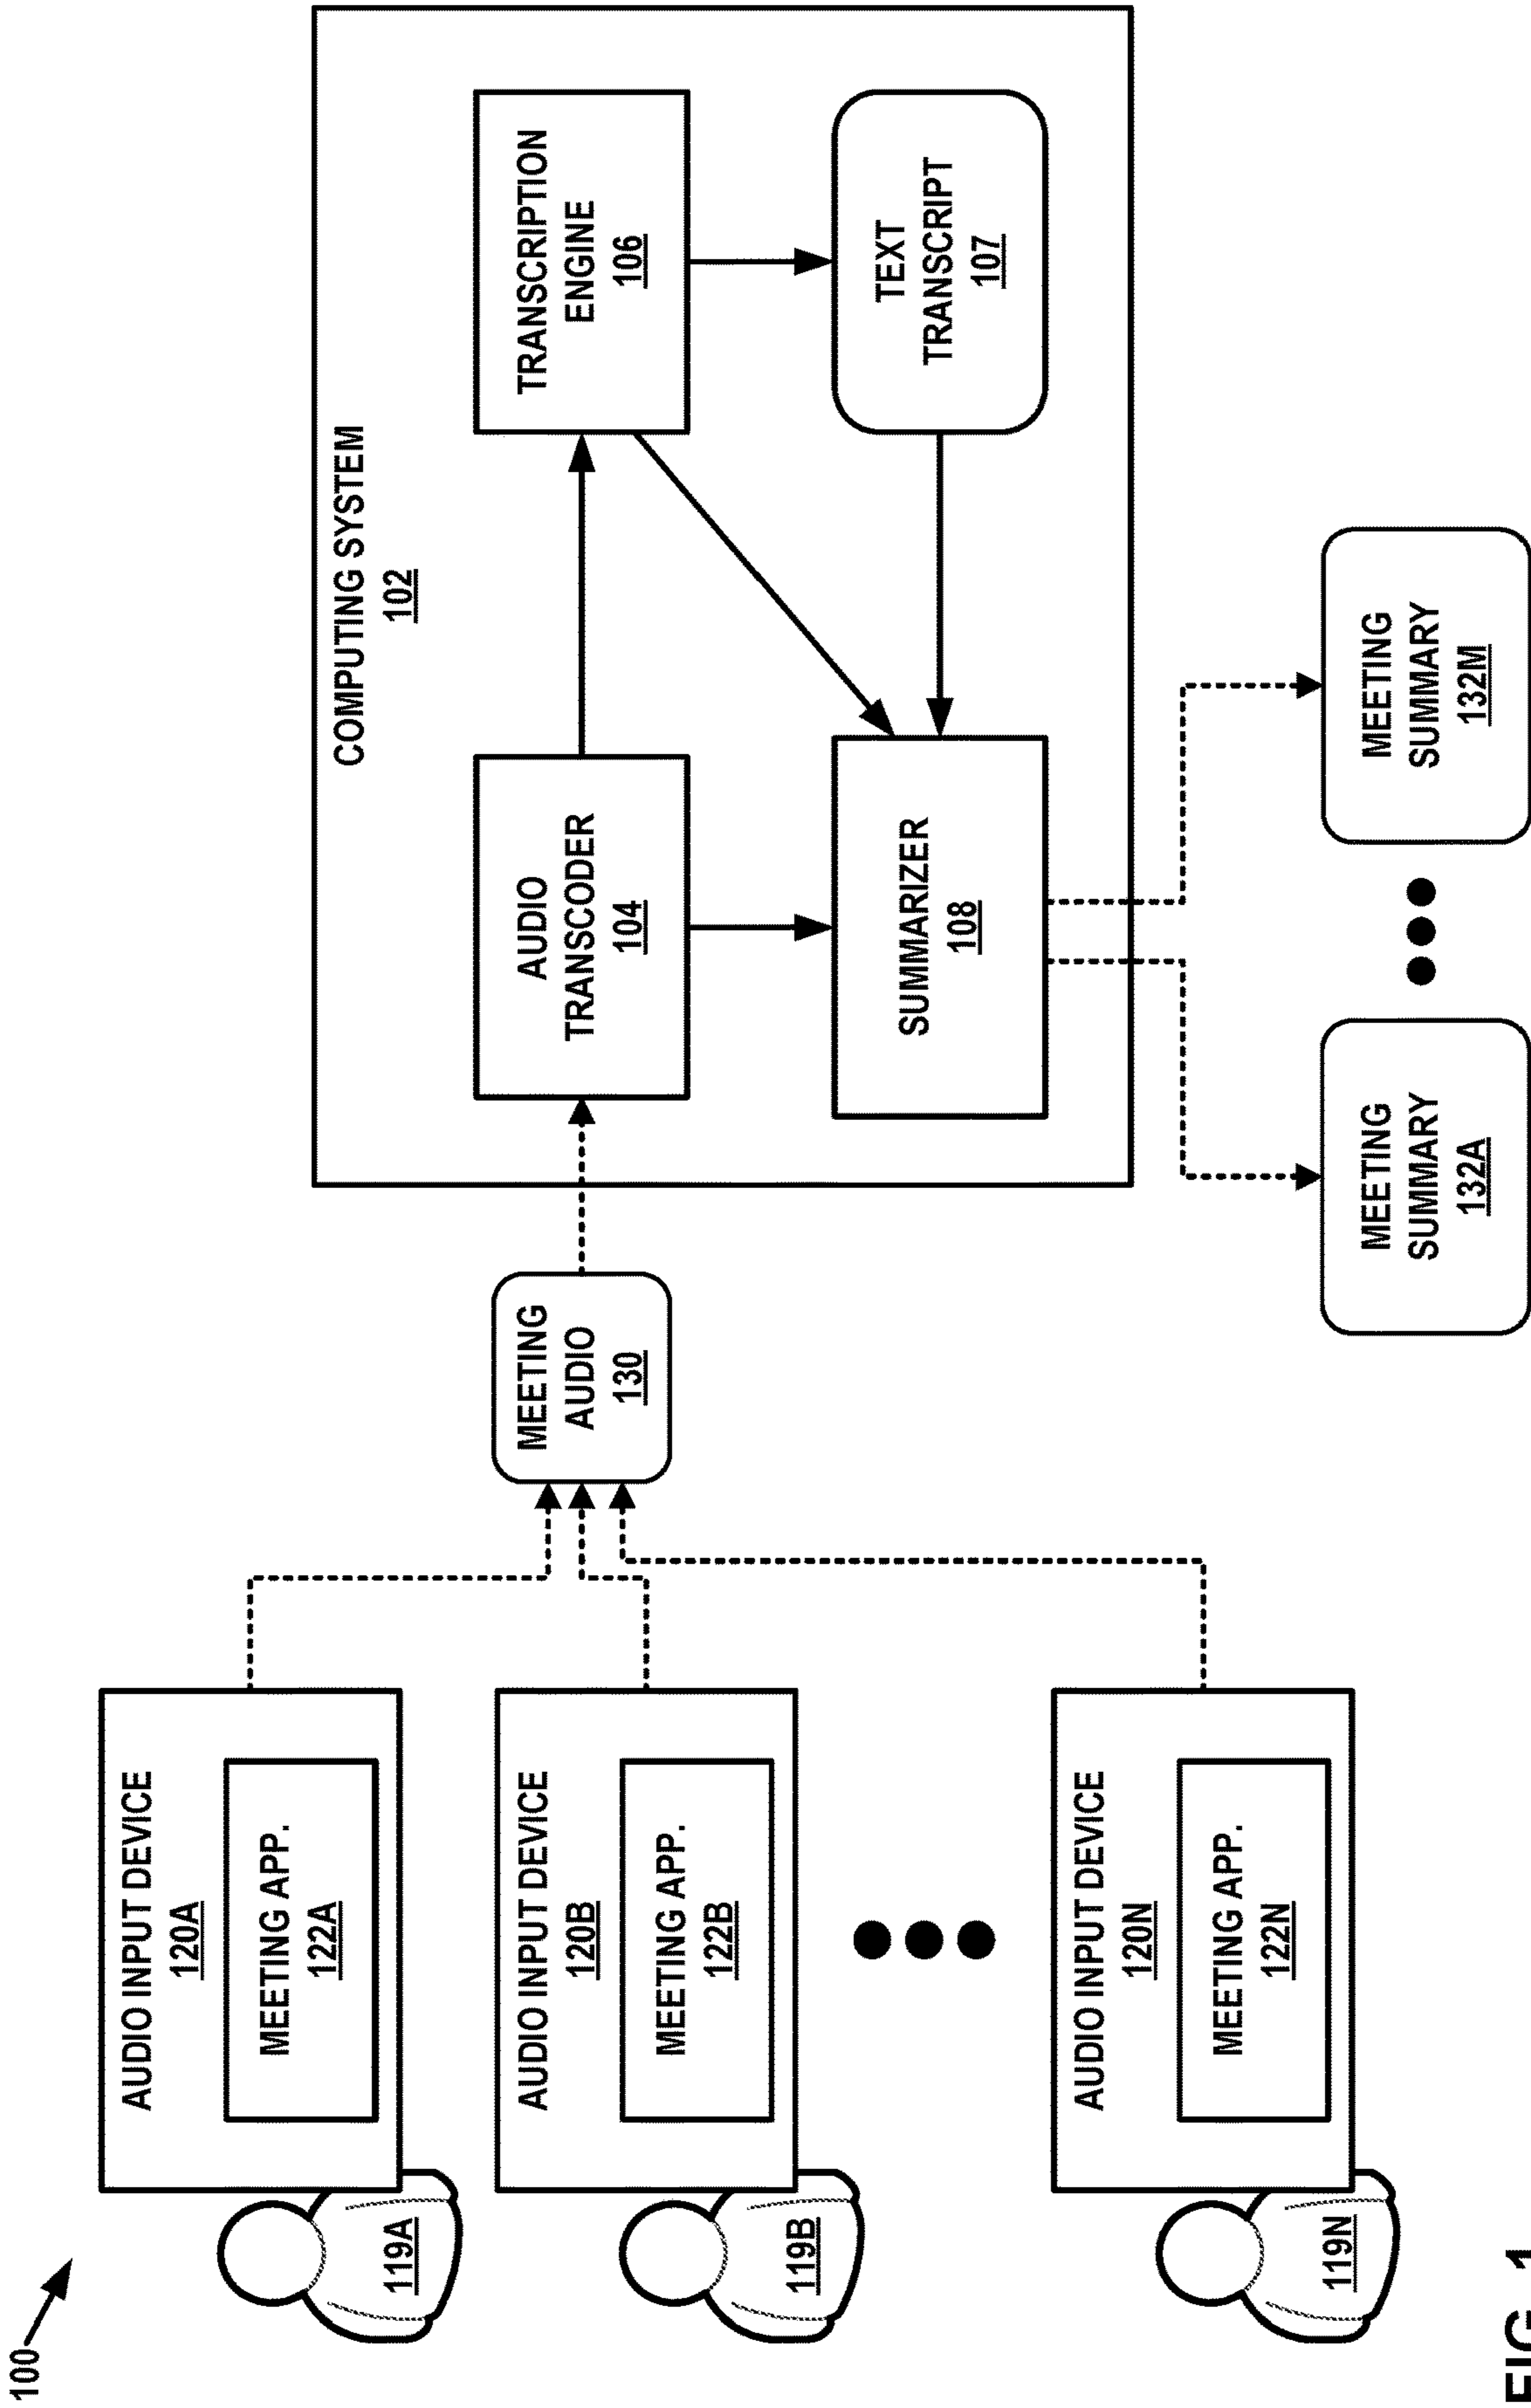 100
AUDIO INPUT DEVICE
120A
MEETING APP.
122A
119A
AUDIO INPUT DEVICE
120B
MEETING APP.
122B
119B
AUDIO INPUT DEVICE
120N
MEETING APP.
122N
119N
MEETING
AUDIO
130
COMPUTING SYSTEM
102
AUDIO
TRANSCODER
104
TRANSCRIPTION
ENGINE
106
SUMMARIZER
108
TEXT
TRANSCRIPT
107
MEETING
SUMMARY
132A
MEETING
SUMMARY
132M
FIG. 1